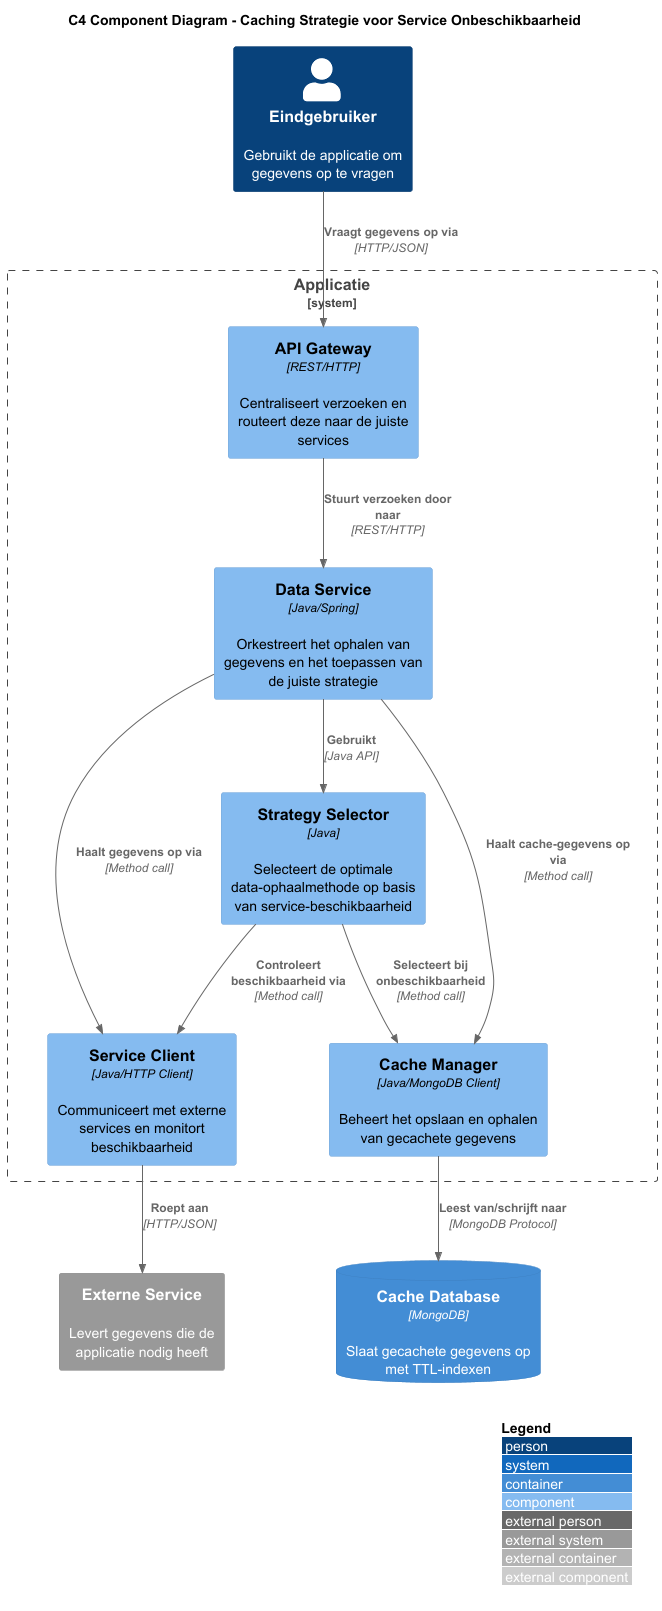 C4 Component Diagram - Caching Strategie voor Service Onbeschikbaarheid
Eindgebruiker
Gebruikt de applicatie om
gegevens op te vragen
Vraagt gegevens op via
[HTTP/JSON]
Applicatie
[system]
API Gateway
[REST/HTTP]
Centraliseert verzoeken en
routeert deze naar de juiste
services
Stuurt verzoeken door
naar
[REST/HTTP]
Data Service
[Java/Spring]
Orkestreert het ophalen van
gegevens en het toepassen van
de juiste strategie
Gebruikt
[Java API]
Strategy Selector
[Java]
Selecteert de optimale
data-ophaalmethode op basis
van service-beschikbaarheid
Haalt gegevens op via
[Method call]
Haalt cache-gegevens op
via
[Method call]
Controleert
beschikbaarheid via
[Method call]
Selecteert bij
onbeschikbaarheid
[Method call]
Service Client
[Java/HTTP Client]
Communiceert met externe
services en monitort
beschikbaarheid
Cache Manager
[Java/MongoDB Client]
Beheert het opslaan en ophalen
van gecachete gegevens
Roept aan
[HTTP/JSON]
Leest van/schrijft naar
[MongoDB Protocol]
Externe Service
Levert gegevens die de
applicatie nodig heeft
Cache Database
[MongoDB]
Slaat gecachete gegevens op
met TTL-indexen
Legend
person
system
container
component
external person
external system
external container
external component